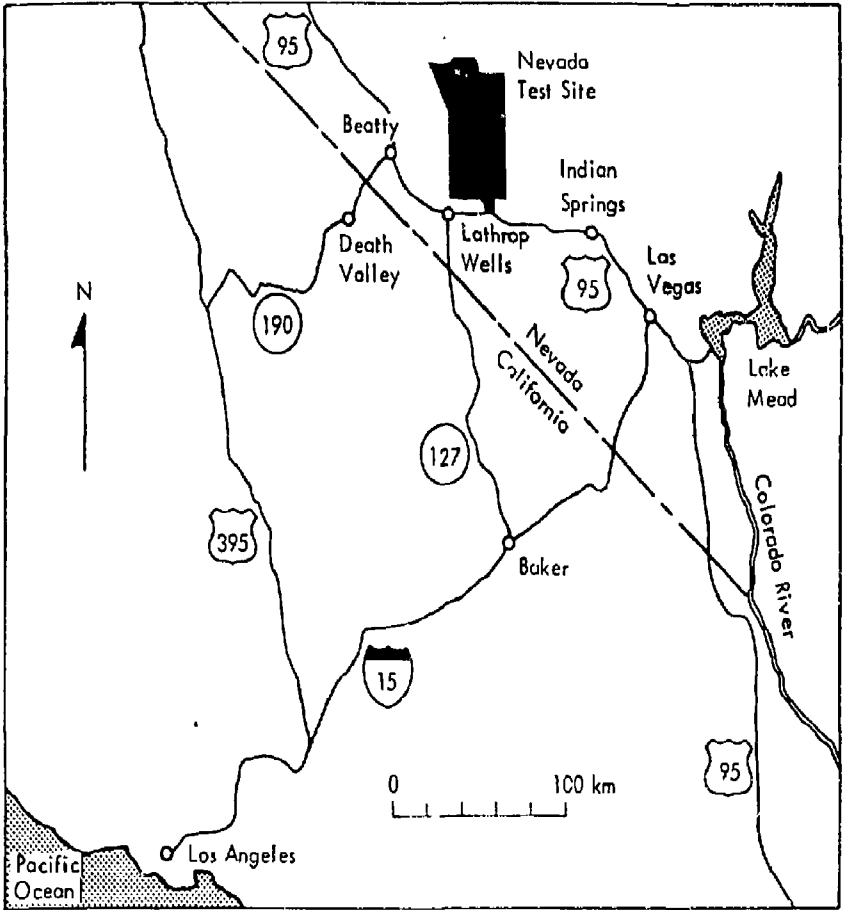 95
Nevada
Test Site
Beatty
Indian
Springs
Death
Valley
Lathrop
Wells
Las
Vegas
95
N
190
Nevada
California
Lake
Mead
127
395
Baker
Colorado River
15
95
0 100 km
Los Angeles
Pacific
Ocean